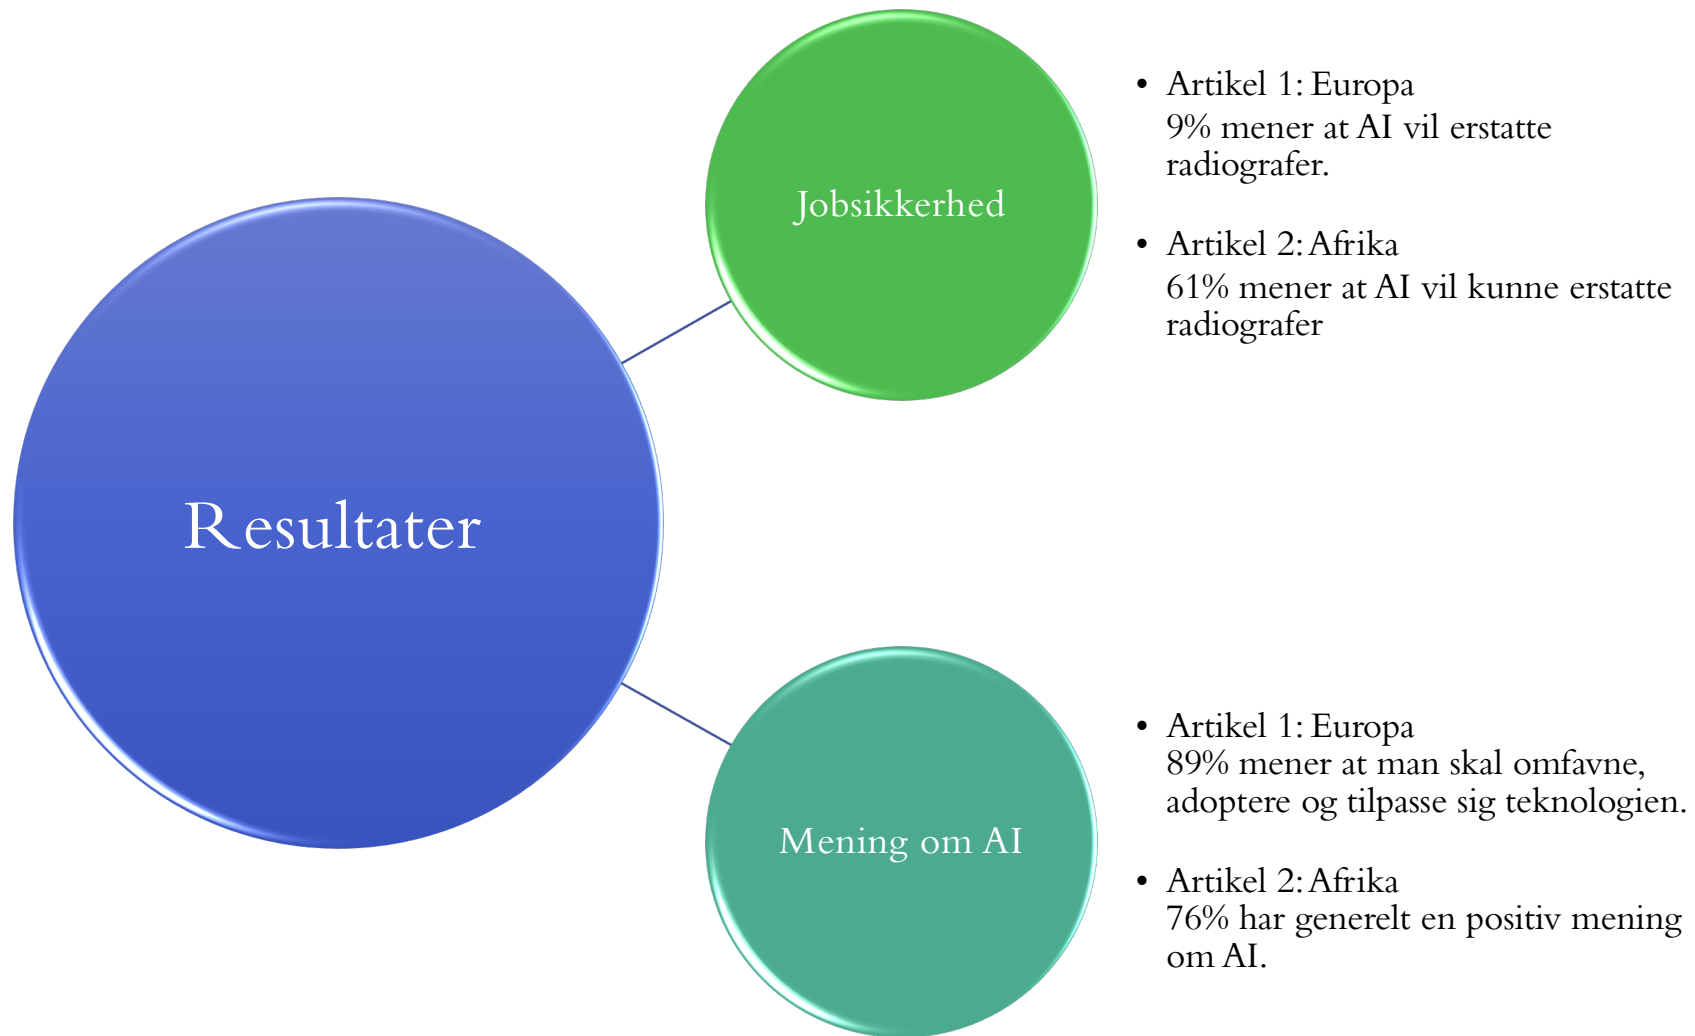 Resultater
Jobsikkerhed
• Artikel 1: Europa
9% mener at AI vil erstatte
radiografer.
• Artikel 2: Afrika
61% mener at AI vil kunne erstatte
radiografer
Mening om AI
• Artikel 1: Europa
89% mener at man skal omfavne,
adoptere og tilpasse sig teknologien.
• Artikel 2: Afrika
76% har generelt en positiv mening
om AI.